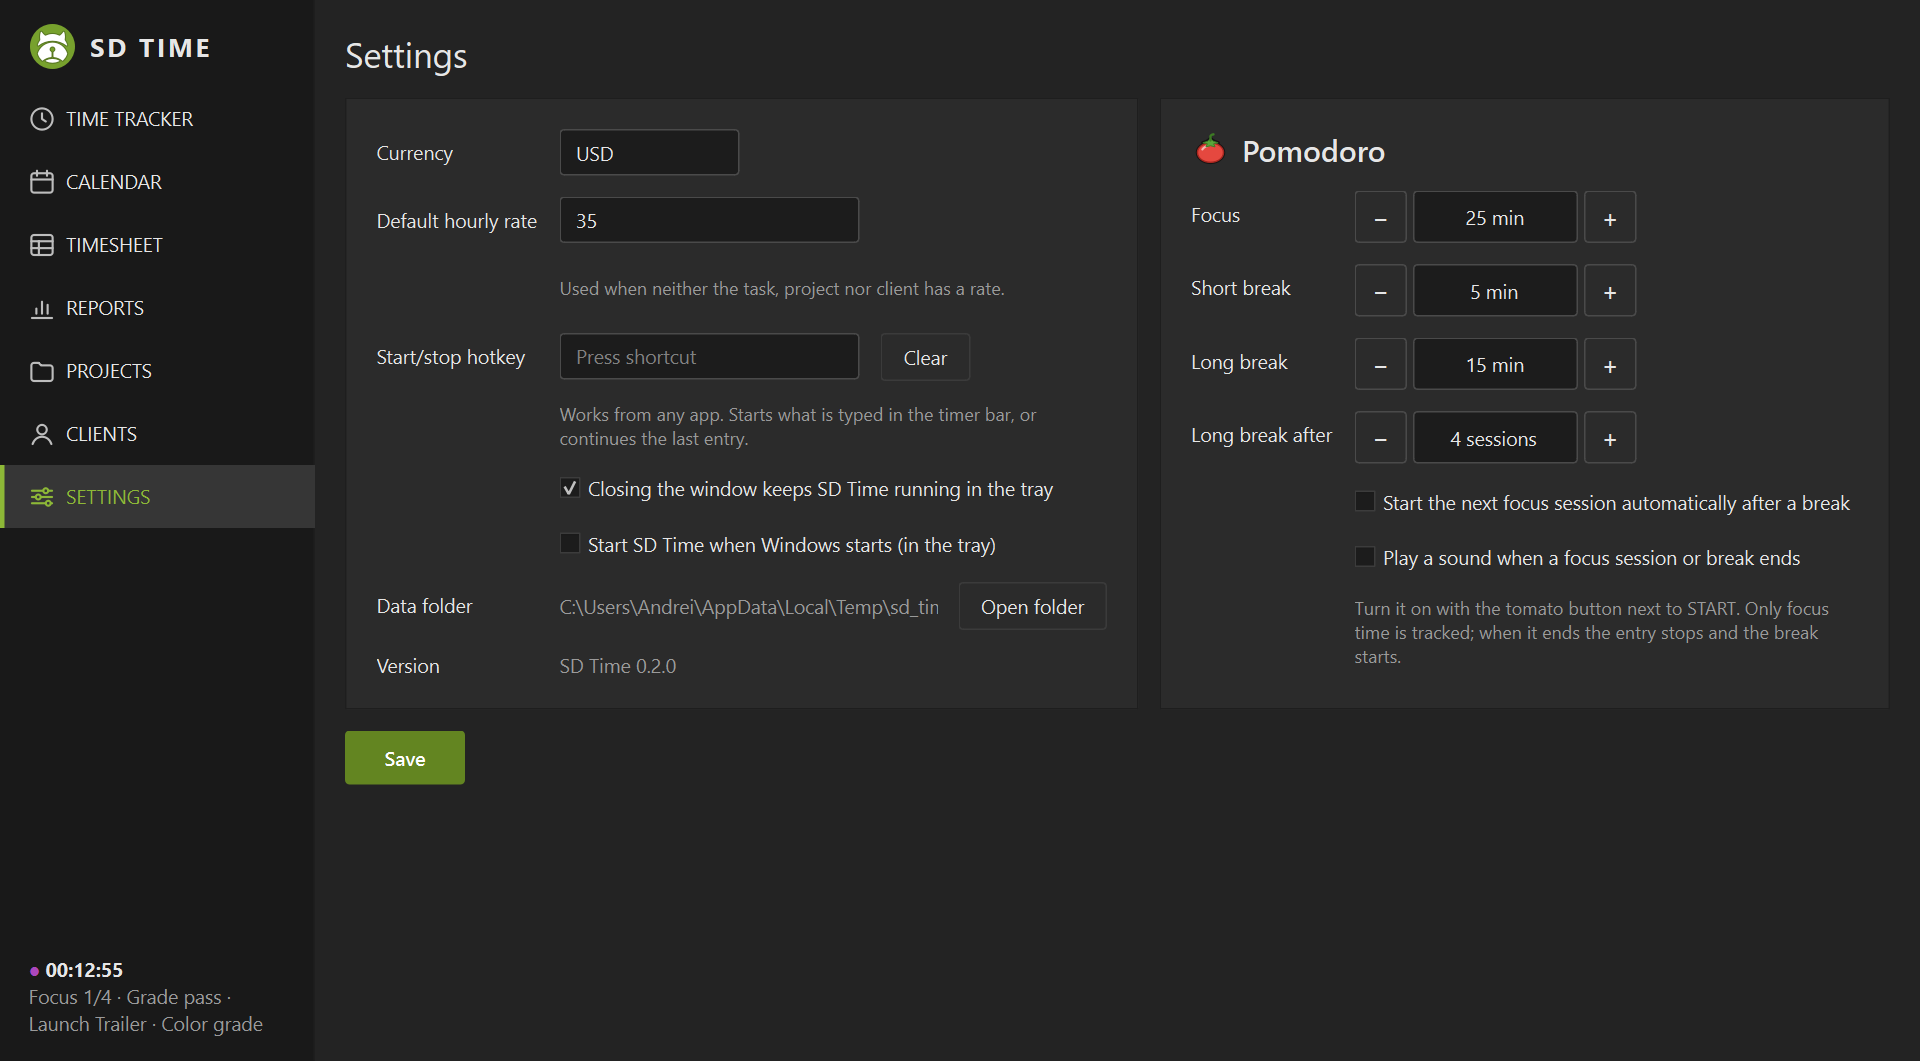 SD TIME
TIME TRACKER
CALENDAR
TIMESHEET
REPORTS
PROJECTS
CLIENTS
SETTINGS
00:12:55
Focus 1/4 · Grade pass ·
Launch Trailer · Color grade
Settings
Currency
USD
Default hourly rate
35
Used when neither the task, project nor client has a rate.
Start/stop hotkey
Press shortcut
Clear
Works from any app. Starts what is typed in the timer bar, or
continues the last entry.
Closing the window keeps SD Time running in the tray
Start SD Time when Windows starts (in the tray)
Data folder
C:\Users\Andrei\AppData\Local\Temp\sd_tin
Open folder
Version
SD Time 0.2.0
Save
Pomodoro
Focus
− 25 min +
Short break
− 5 min +
Long break
− 15 min +
Long break after
− 4 sessions +
Start the next focus session automatically after a break
Play a sound when a focus session or break ends
Turn it on with the tomato button next to START. Only focus
time is tracked; when it ends the entry stops and the break
starts.